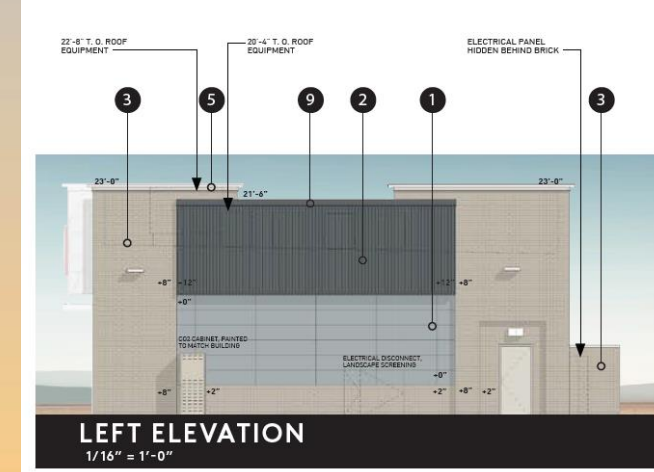 22'-8" T. O. ROOF
EQUIPMENT
20'-4" T. O. ROOF
EQUIPMENT
ELECTRICAL PANEL
HIDDEN BEHIND BRICK
3
5
9
2
1
3
23'-0"
21'-6"
23'-0"
+8"
-12"
+12"
+8"
+0"
CO2 CABINET, PAINTED
TO MATCH BUILDING
ELECTRICAL DISCONNECT,
LANDSCAPE SCREENING
+0"
+8"
+2"
+2"
+8"
+2"
LEFT ELEVATION
1/16" = 1'-0"